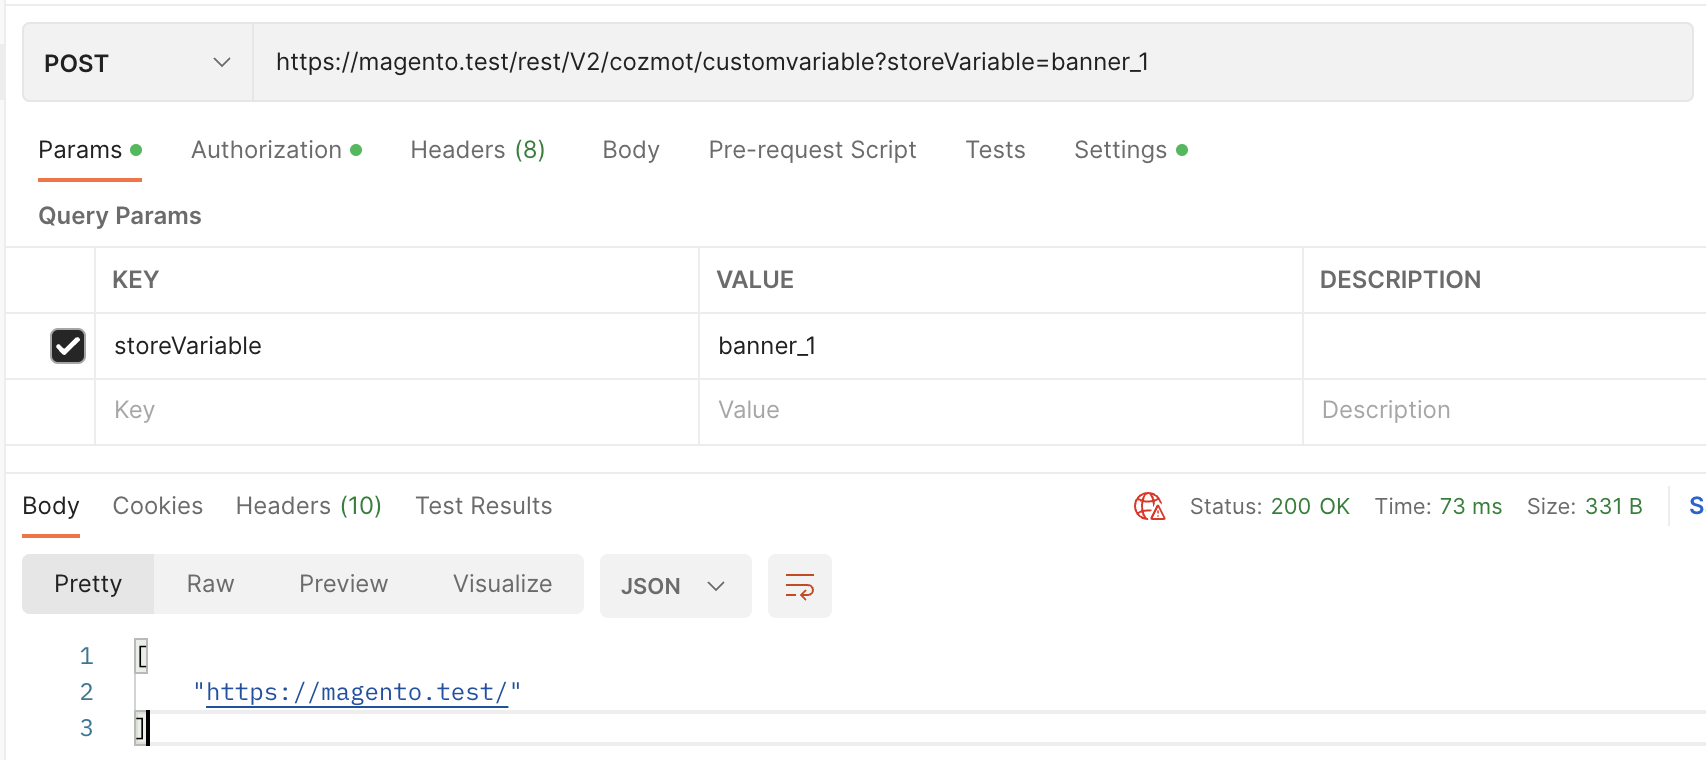 POST https://magento.test/rest/V2/cozmot/customvariable?storeVariable=banner_1
Params Authorization Headers (8) Body Pre-request Script Tests Settings
Query Params
KEY VALUE DESCRIPTION
storeVariable banner_1
Key Value Description
Body Cookies Headers (10) Test Results Status: 200 OK Time: 73 ms Size: 331 B S
Pretty Raw Preview Visualize JSON
1 [
2 "https://magento.test/"
3 ]